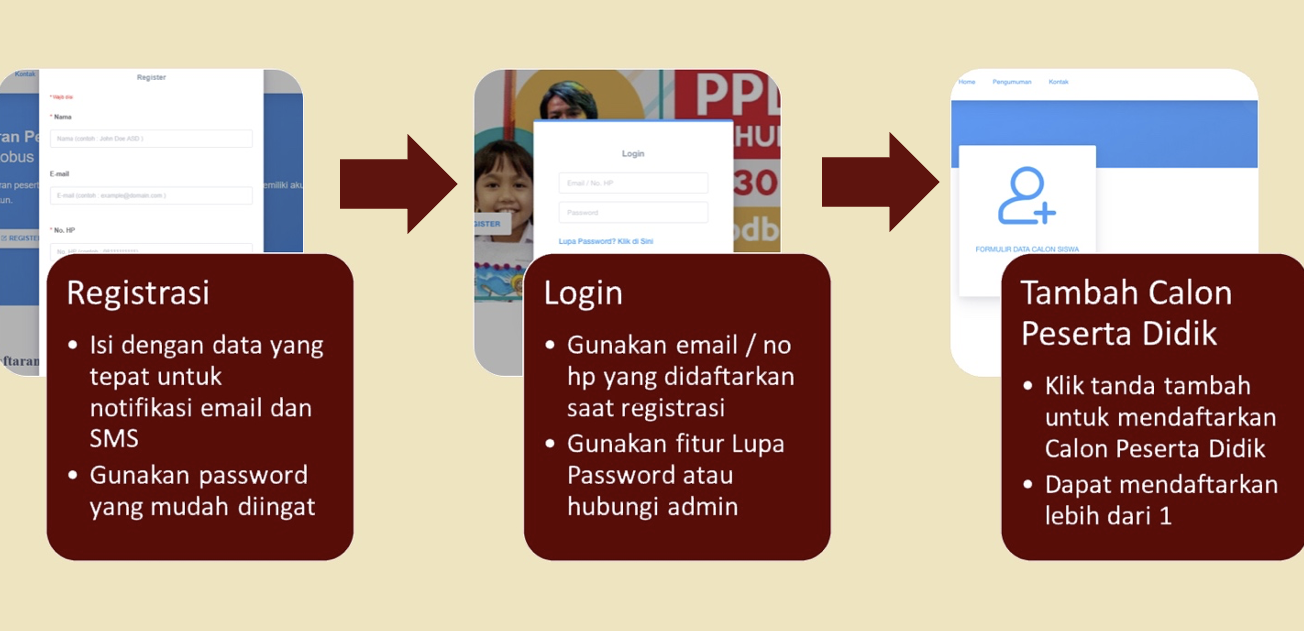 Kontak
Register
* Wajib diisi
* Nama
Nama (contoh : John Doe ASD )
E-mail
E-mail (contoh : example@domain.com )
* No. HP
ran Pe
obus
ran pesert
un.
emiliki aku
REGISTE
ftaran
Registrasi
• Isi dengan data yang
tepat untuk
notifikasi email dan
SMS
• Gunakan password
yang mudah diingat
PPD
HU
30
odb
Login
Email / No. HP
Password
Lupa Password? Klik di Sini
GISTER
Login
• Gunakan email / no
hp yang didaftarkan
saat registrasi
• Gunakan fitur Lupa
Password atau
hubungi admin
Home Pengumuman Kontak
FORMULIR DATA CALON SISWA
Tambah Calon
Peserta Didik
• Klik tanda tambah
untuk mendaftarkan
Calon Peserta Didik
• Dapat mendaftarkan
lebih dari 1